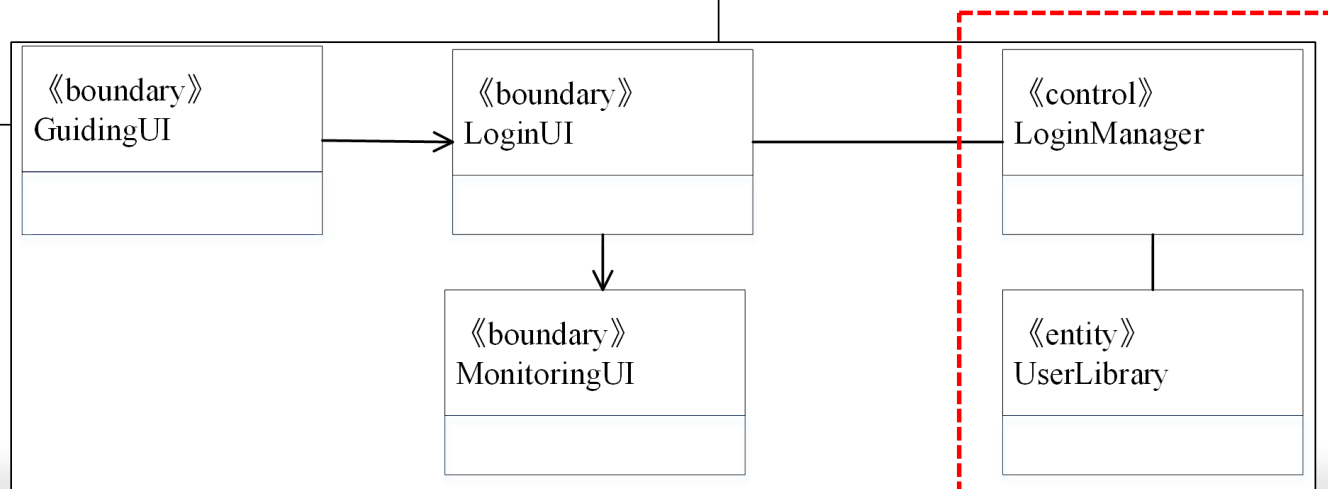 《boundary》
GuidingUI
《boundary》
LoginUI
《control》
LoginManager
《boundary》
MonitoringUI
《entity》
UserLibrary